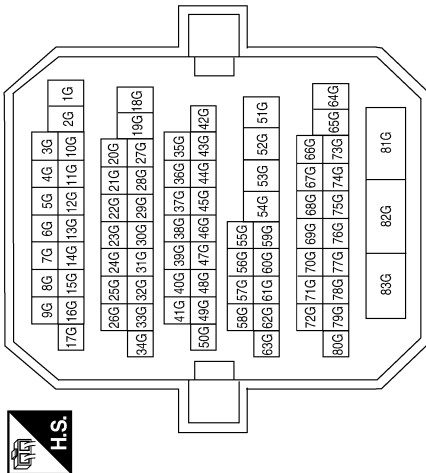 9G 8G 7G 6G 5G 4G 3G 2G 1G
17G 16G 15G 14G 13G 12G 11G 10G
26G 25G 24G 23G 22G 21G 20G 19G 18G
34G 33G 32G 31G 30G 29G 28G 27G
41G 40G 39G 38G 37G 36G 35G
50G 49G 48G 47G 46G 45G 44G 43G 42G
58G 57G 56G 55G 54G 53G 52G 51G
63G 62G 61G 60G 59G
72G 71G 70G 69G 68G 67G 66G 65G 64G
80G 79G 78G 77G 76G 75G 74G 73G
83G 82G 81G
H.S.